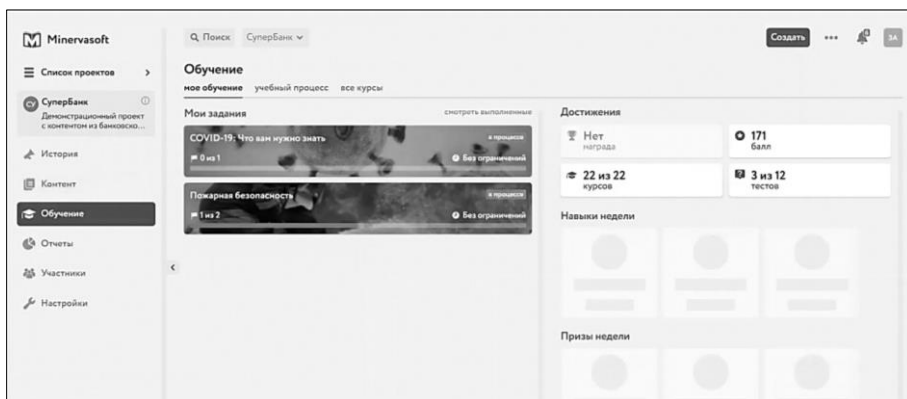 Minervasoft
Поиск
СуперБанк
Создать
ЗА
Список проектов
СУ
СуперБанк
Демонстрационный проект
с контентом из банковско...
История
Контент
Обучение
Отчеты
Участники
Настройки
Обучение
мое обучение учебный процесс все курсы
Мои задания
смотреть выполненные
COVID-19: Что вам нужно знать
в процессе
0 из 1
Без ограничений
Пожарная безопасность
в процессе
1 из 2
Без ограничений
Достижения
Нет
награда
171
балл
22 из 22
курсов
3 из 12
тестов
Навыки недели
Призы недели